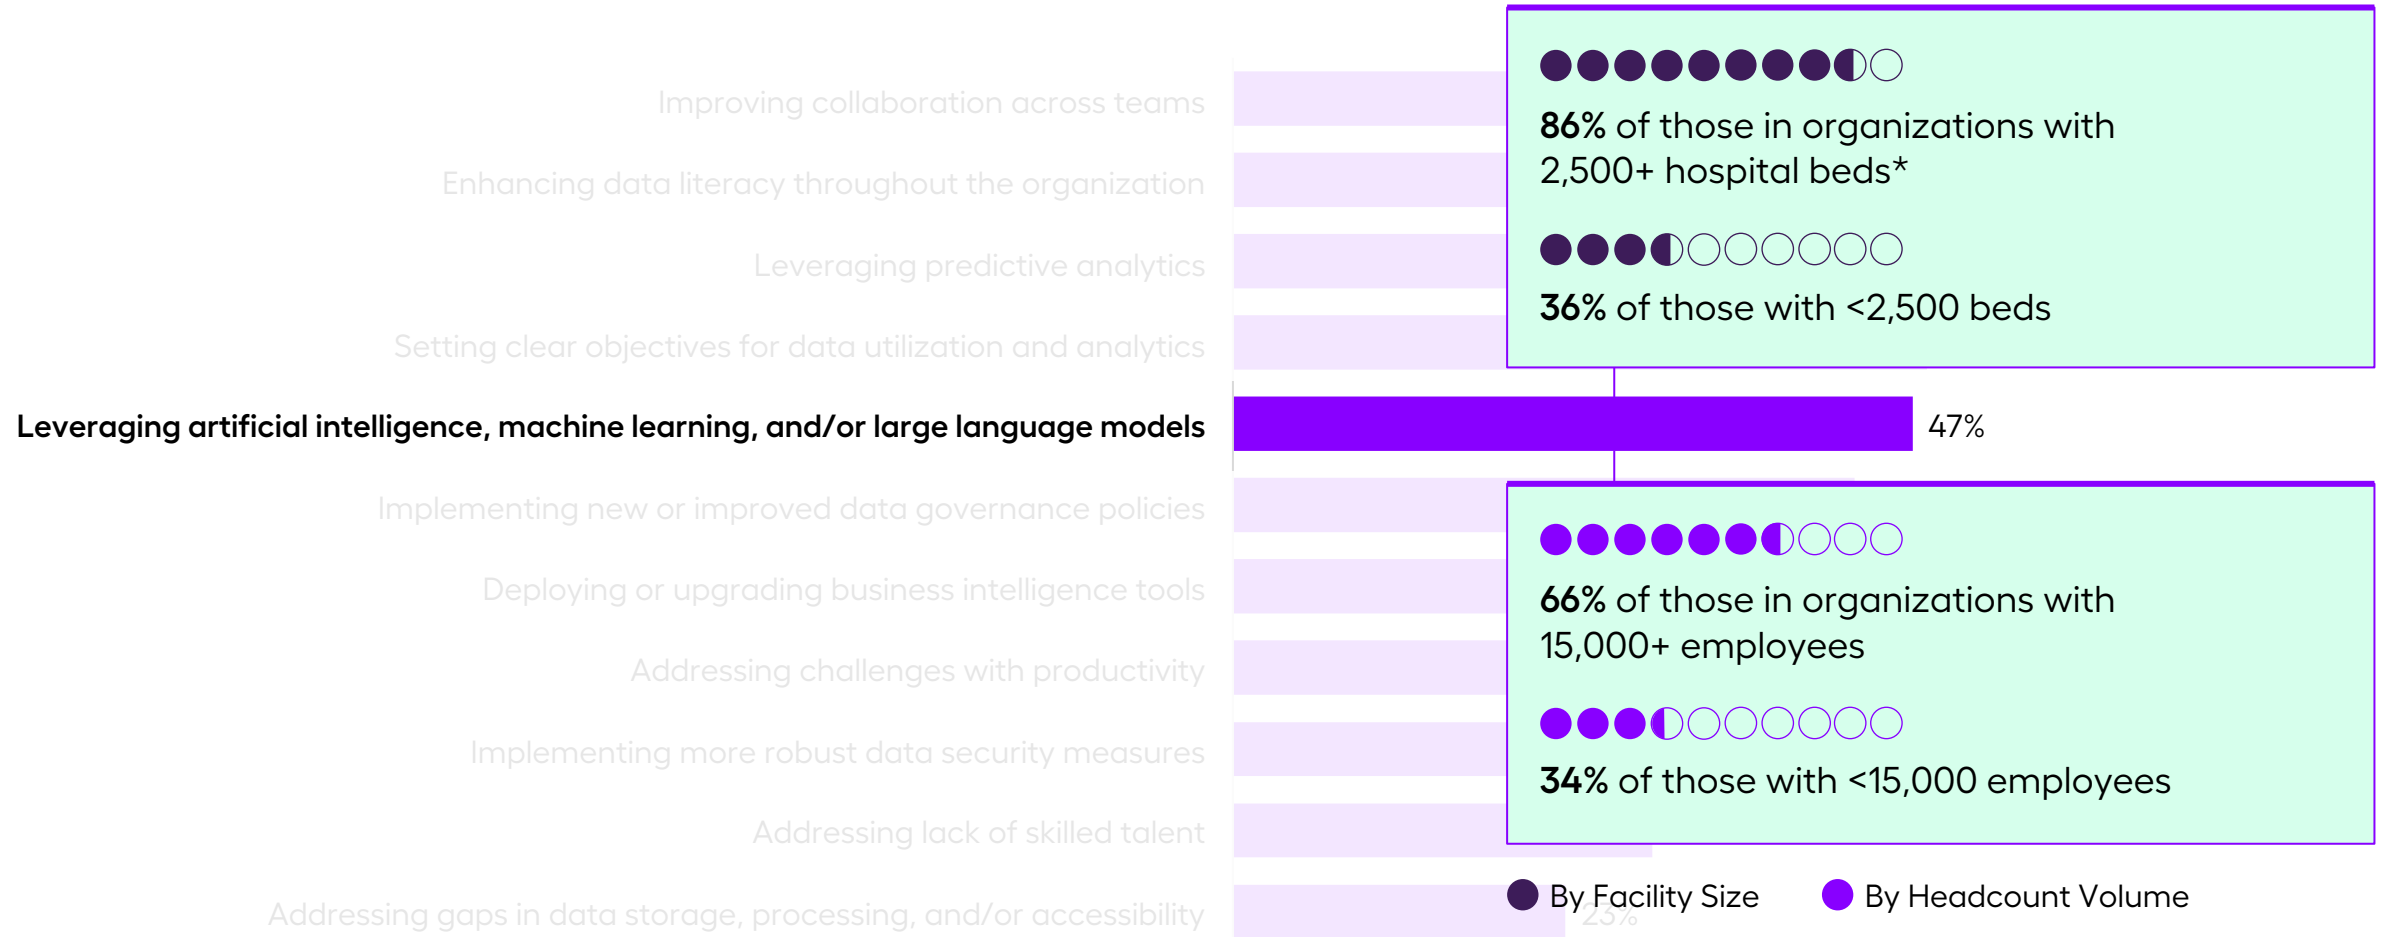 Improving collaboration across teams
Enhancing data literacy throughout the organization
Leveraging predictive analytics
Setting clear objectives for data utilization and analytics
86% of those in organizations with
2,500+ hospital beds*
36% of those with <2,500 beds
Leveraging artificial intelligence, machine learning, and/or large language models
47%
Implementing new or improved data governance policies
Deploying or upgrading business intelligence tools
Addressing challenges with productivity
Implementing more robust data security measures
Addressing lack of skilled talent
66% of those in organizations with
15,000+ employees
34% of those with <15,000 employees
Addressing gaps in data storage, processing, and/or accessibility
23%
By Facility Size
By Headcount Volume